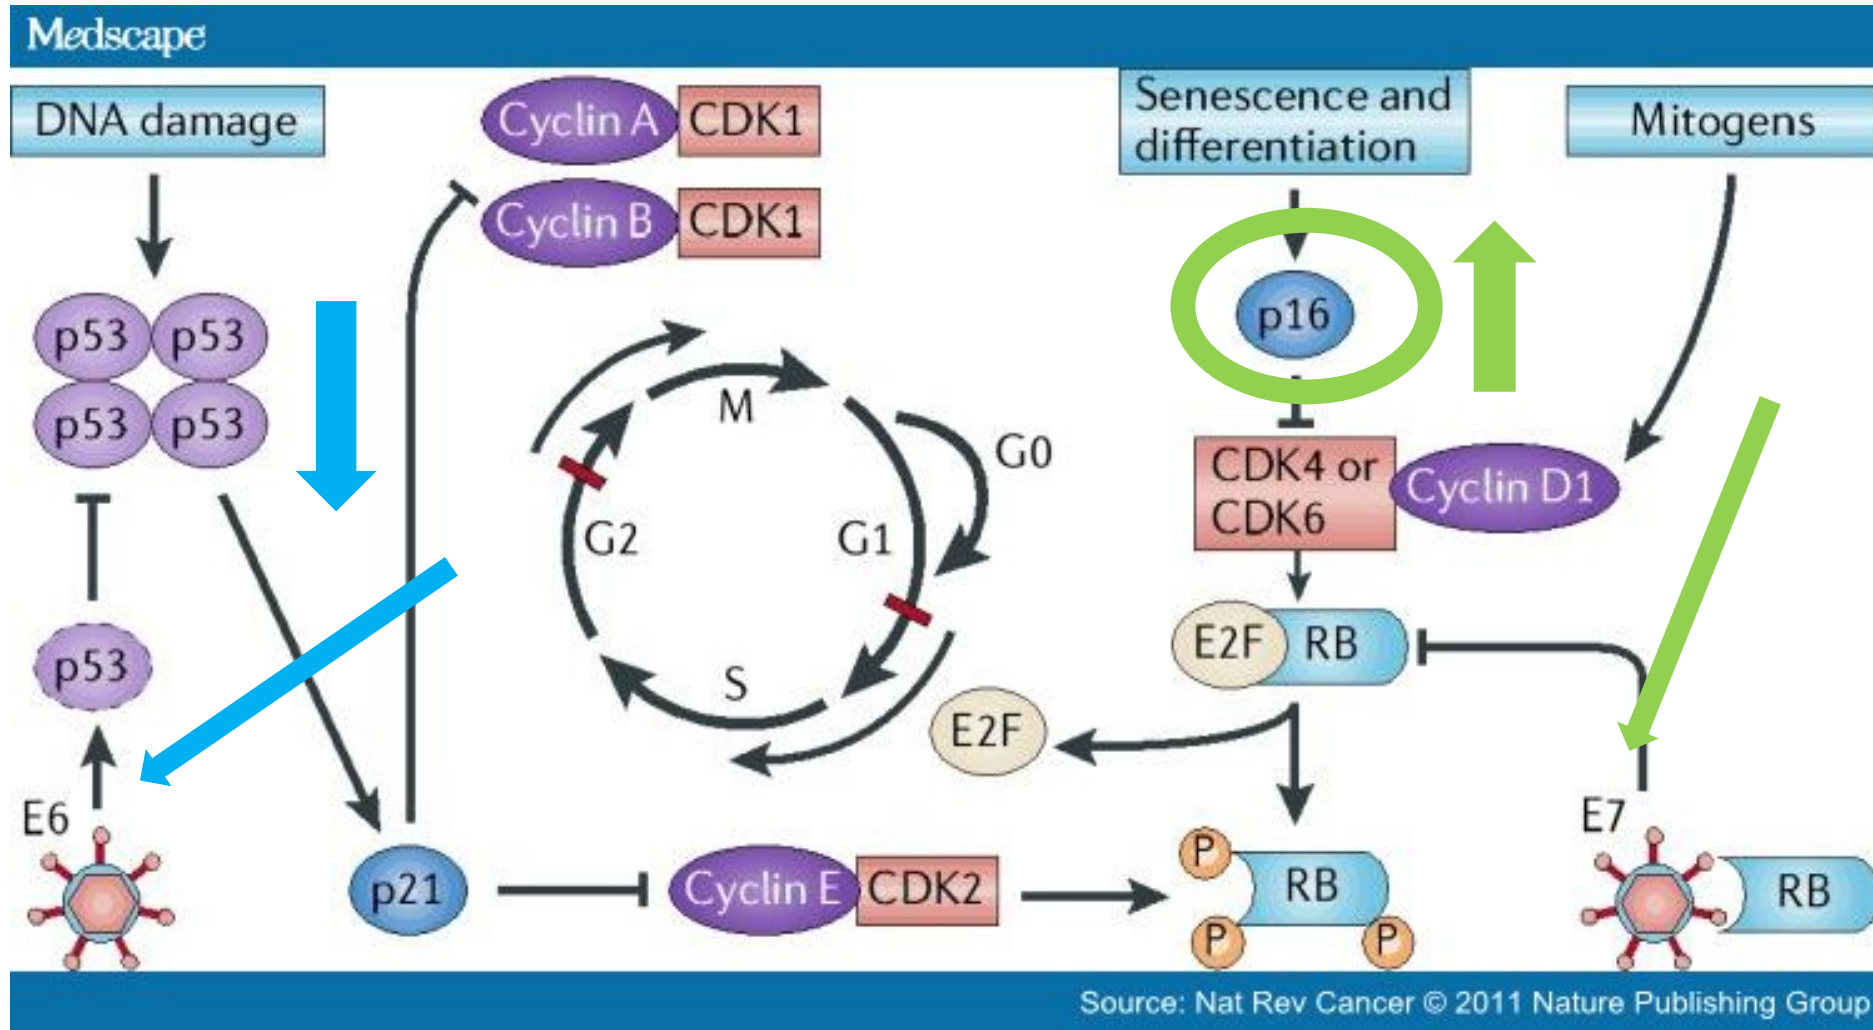 Medscape
DNA damage
Cyclin A
CDK1
Cyclin B
CDK1
Senescence and
differentiation
Mitogens
p53
p53
p53
p53
p16
M
G0
G1
G2
S
CDK4 or
CDK6
Cyclin D1
p53
E2F
RB
E2F
E6
E7
p21
Cyclin E
CDK2
P
RB
P
P
RB
Source: Nat Rev Cancer © 2011 Nature Publishing Group